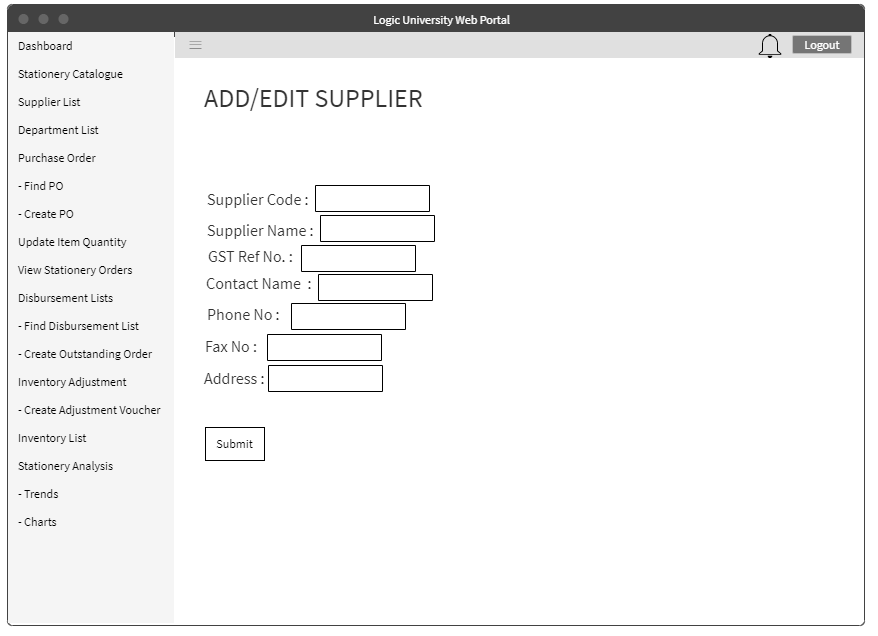 Logic University Web Portal
Logout
Dashboard
Stationery Catalogue
Supplier List
Department List
Purchase Order
- Find PO
- Create PO
Update Item Quantity
View Stationery Orders
Disbursement Lists
- Find Disbursement List
- Create Outstanding Order
Inventory Adjustment
- Create Adjustment Voucher
Inventory List
Stationery Analysis
- Trends
- Charts
ADD/EDIT SUPPLIER
Supplier Code :
Supplier Name :
GST Ref No. :
Contact Name :
Phone No :
Fax No :
Address :
Submit